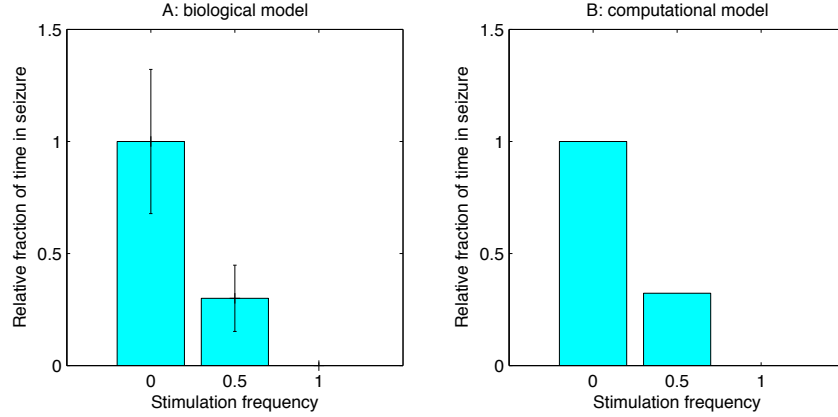 A: biological model
1.5
1
0.5
0
0 0.5 1
Relative fraction of time in seizure
Stimulation frequency
B: computational model
1.5
1
0.5
0
0 0.5 1
Relative fraction of time in seizure
Stimulation frequency